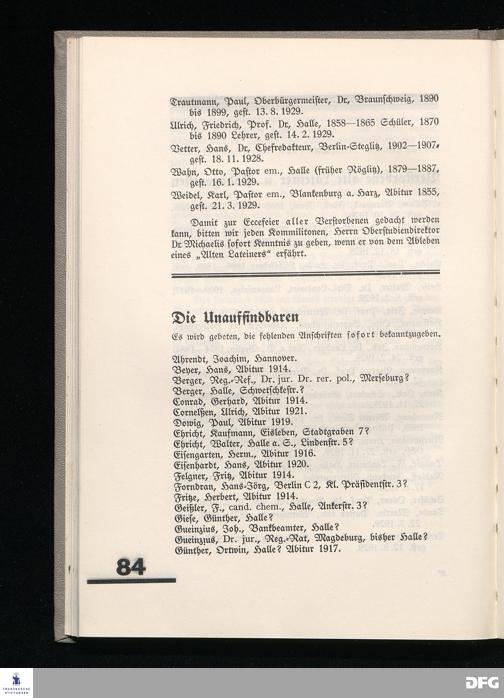 Trautmann, Paul, Oberbürgermeister, Dr., Braunschweig, 1890
bis 1899, gest. 13. 8. 1929.
Ulrich, Friedrich, Prof. Dr., Halle, 1858—1865 Schüler, 1870
bis 1890 Lehrer, gest. 14. 2. 1929.
Vetter, Hans, Dr., Chefredakteur, Berlin-Steglitz, 1902—1907,
gest. 18. 11. 1928.
Wahn, Otto, Pastor em., Halle (früher Röglitz), 1879—1887,
gest. 16. 1. 1929.
Weidel, Karl, Pastor em., Blankenburg a. Harz, Abitur 1855,
gest. 21. 3. 1929.
Damit zur Eccefeier aller Verstorbenen gedacht werden
kann, bitten wir jeden Kommilitonen, Herrn Oberstudiendirektor
Dr. Michaelis sofort Kenntnis zu geben, wenn er von dem Ableben
eines „Alten Lateiners“ erfährt.
Die Unauffindbaren
Es wird gebeten, die fehlenden Anschriften sofort bekanntzugeben.
Ahrendt, Joachim, Hannover.
Beyer, Hans, Abitur 1914.
Berger, Reg.-Ref., Dr. jur. Dr. rer. pol., Merseburg?
Berger, Halle, Schwetschkestr.?
Conrad, Gerhard, Abitur 1914.
Cornelßen, Ulrich, Abitur 1921.
Dowig, Paul, Abitur 1919.
Ehricht, Kaufmann, Eisleben, Stadtgraben 7?
Ehricht, Walter, Halle a. S., Lindenstr. 5?
Eisengarten, Herm., Abitur 1916.
Eisenhardt, Hans, Abitur 1920.
Felgner, Fritz, Abitur 1914.
Forndran, Hans-Jörg, Berlin C 2, Kl. Präsidentstr. 3?
Fritze, Herbert, Abitur 1914.
Geißler, F., cand. chem., Halle, Ankerstr. 3?
Giese, Günther, Halle?
Gueinzius, Joh., Bankbeamter, Halle?
Gueinzius, Dr. jur., Reg.-Rat, Magdeburg, bisher Halle?
Günther, Ortwin, Halle? Abitur 1917.
84
FRANCKESCHE
STIFTUNGEN
DFG